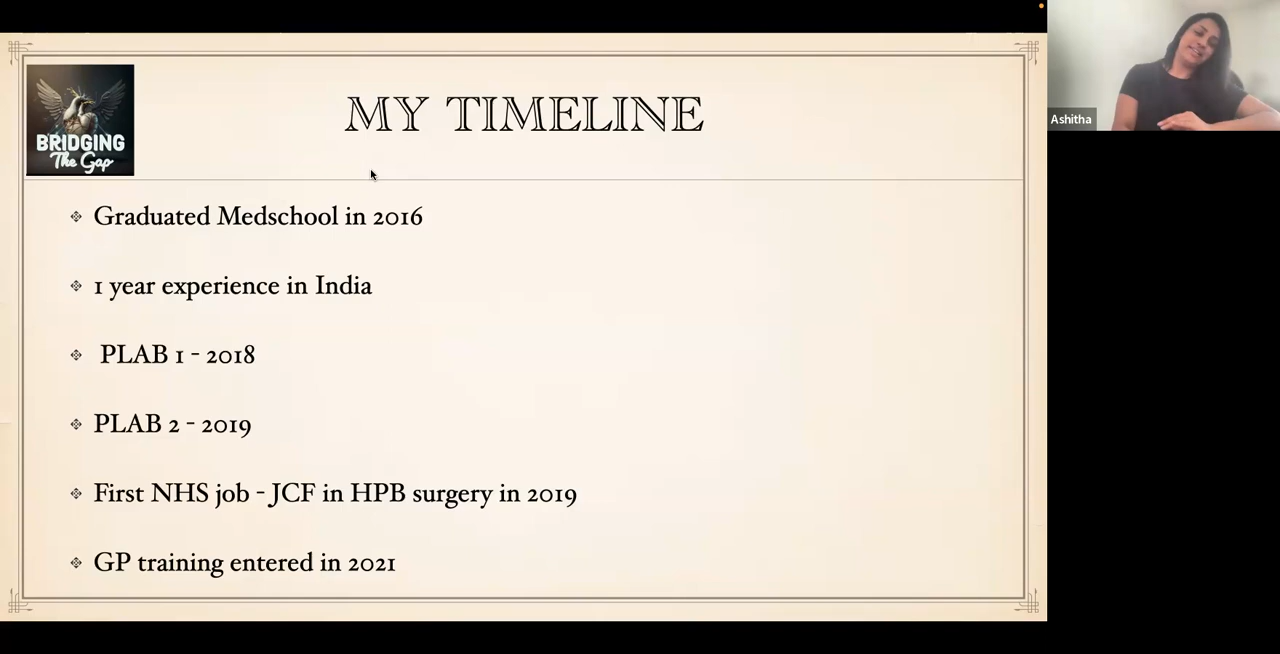 BRIDGING
The Gap
MY TIMELINE
Graduated Medschool in 2016
1 year experience in India
PLAB 1 - 2018
PLAB 2 - 2019
First NHS job - JCF in HPB surgery in 2019
GP training entered in 2021
Ashitha